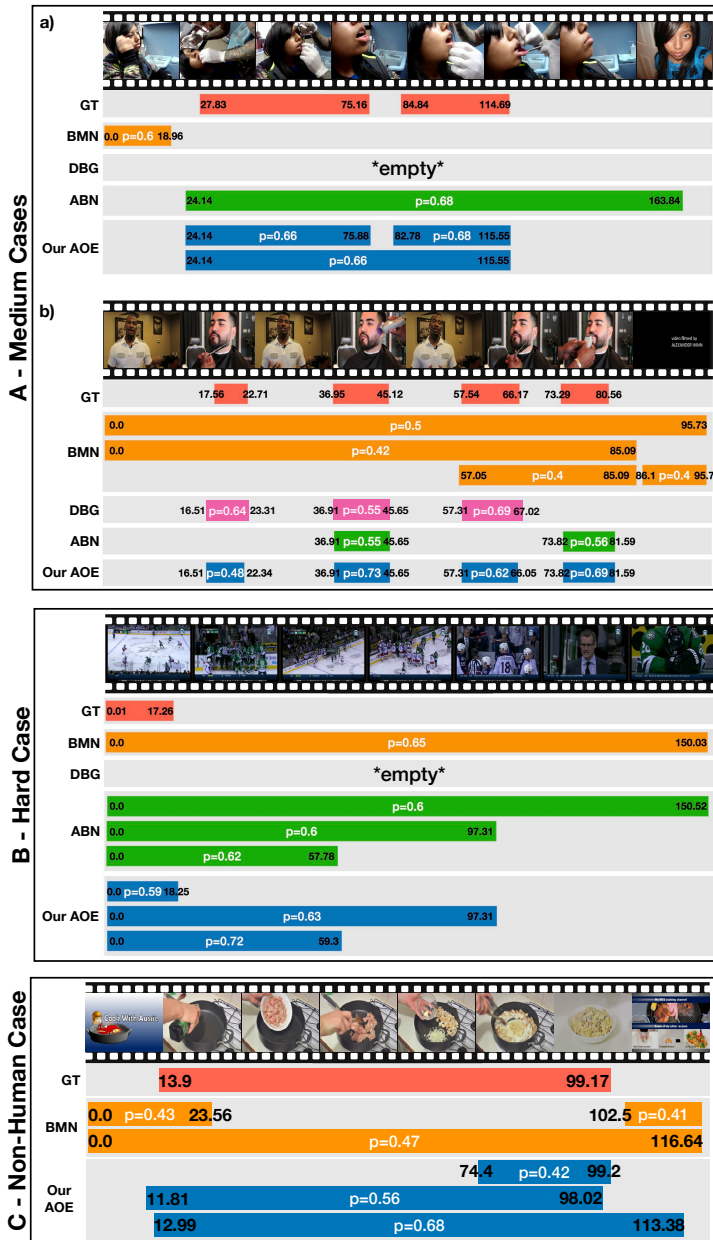 a)
A - Medium Cases
GT 27.83 75.16 84.84 114.69
BMN 0.0 p=0.6 18.96
DBG *empty*
ABN 24.14 p=0.68 163.84
Our AOE 24.14 p=0.66 75.88 82.78 p=0.68 115.55
24.14 p=0.66 115.55
b)
video filmed by
ALEXANDER
GT 17.56 22.71 36.95 45.12 57.54 66.17 73.29 80.56
BMN 0.0 p=0.5 95.73
0.0 p=0.42 85.09
57.05 p=0.4 85.09 86.1 p=0.4 95.7
DBG 16.51 p=0.64 23.31 36.91 p=0.55 45.65 57.31 p=0.69 67.02
ABN 36.91 p=0.55 45.65 73.82 p=0.56 81.59
Our AOE 16.51 p=0.48 22.34 36.91 p=0.73 45.65 57.31 p=0.62 66.05 73.82 p=0.69 81.59
B - Hard Case
18
GT 0.01 17.26
BMN 0.0 p=0.65 150.03
DBG *empty*
ABN 0.0 p=0.6 150.52
0.0 p=0.6 97.31
0.0 p=0.62 57.78
Our AOE 0.0 p=0.59 18.25
0.0 p=0.63 97.31
0.0 p=0.72 59.3
C - Non-Human Case
Cook With Aussie
GT 13.9 99.17
BMN 0.0 p=0.43 23.56 102.5 p=0.41
0.0 p=0.47 116.64
Our AOE 74.4 p=0.42 99.2
11.81 p=0.56 98.02
12.99 p=0.68 113.38